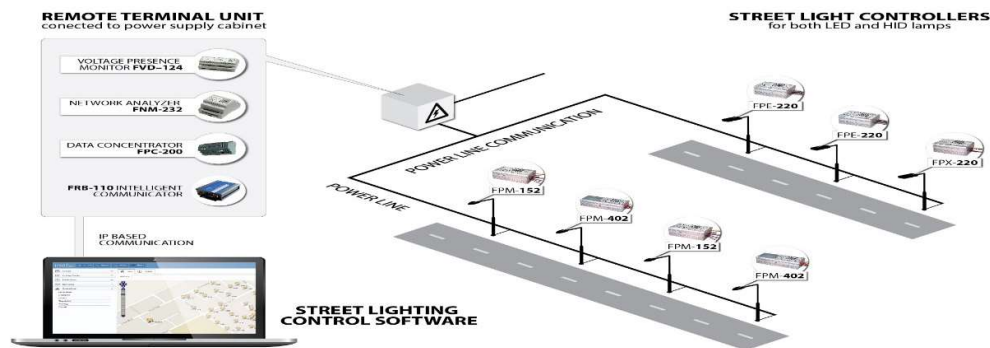 REMOTE TERMINAL UNIT
conected to power supply cabinet
VOLTAGE PRESENCE
MONITOR FVD-124
NETWORK ANALYZER
FNM-232
DATA CONCENTRATOR
FPC-200
FRB-110 INTELLIGENT
COMMUNICATOR
IP BASED
COMMUNICATION
STREET LIGHTING
CONTROL SOFTWARE
POWER LINE COMMUNICATION
POWER LINE
FPM-152
FPM-402
FPM-152
FPM-402
STREET LIGHT CONTROLLERS
for both LED and HID lamps
FPE-220
FPE-220
FPX-220